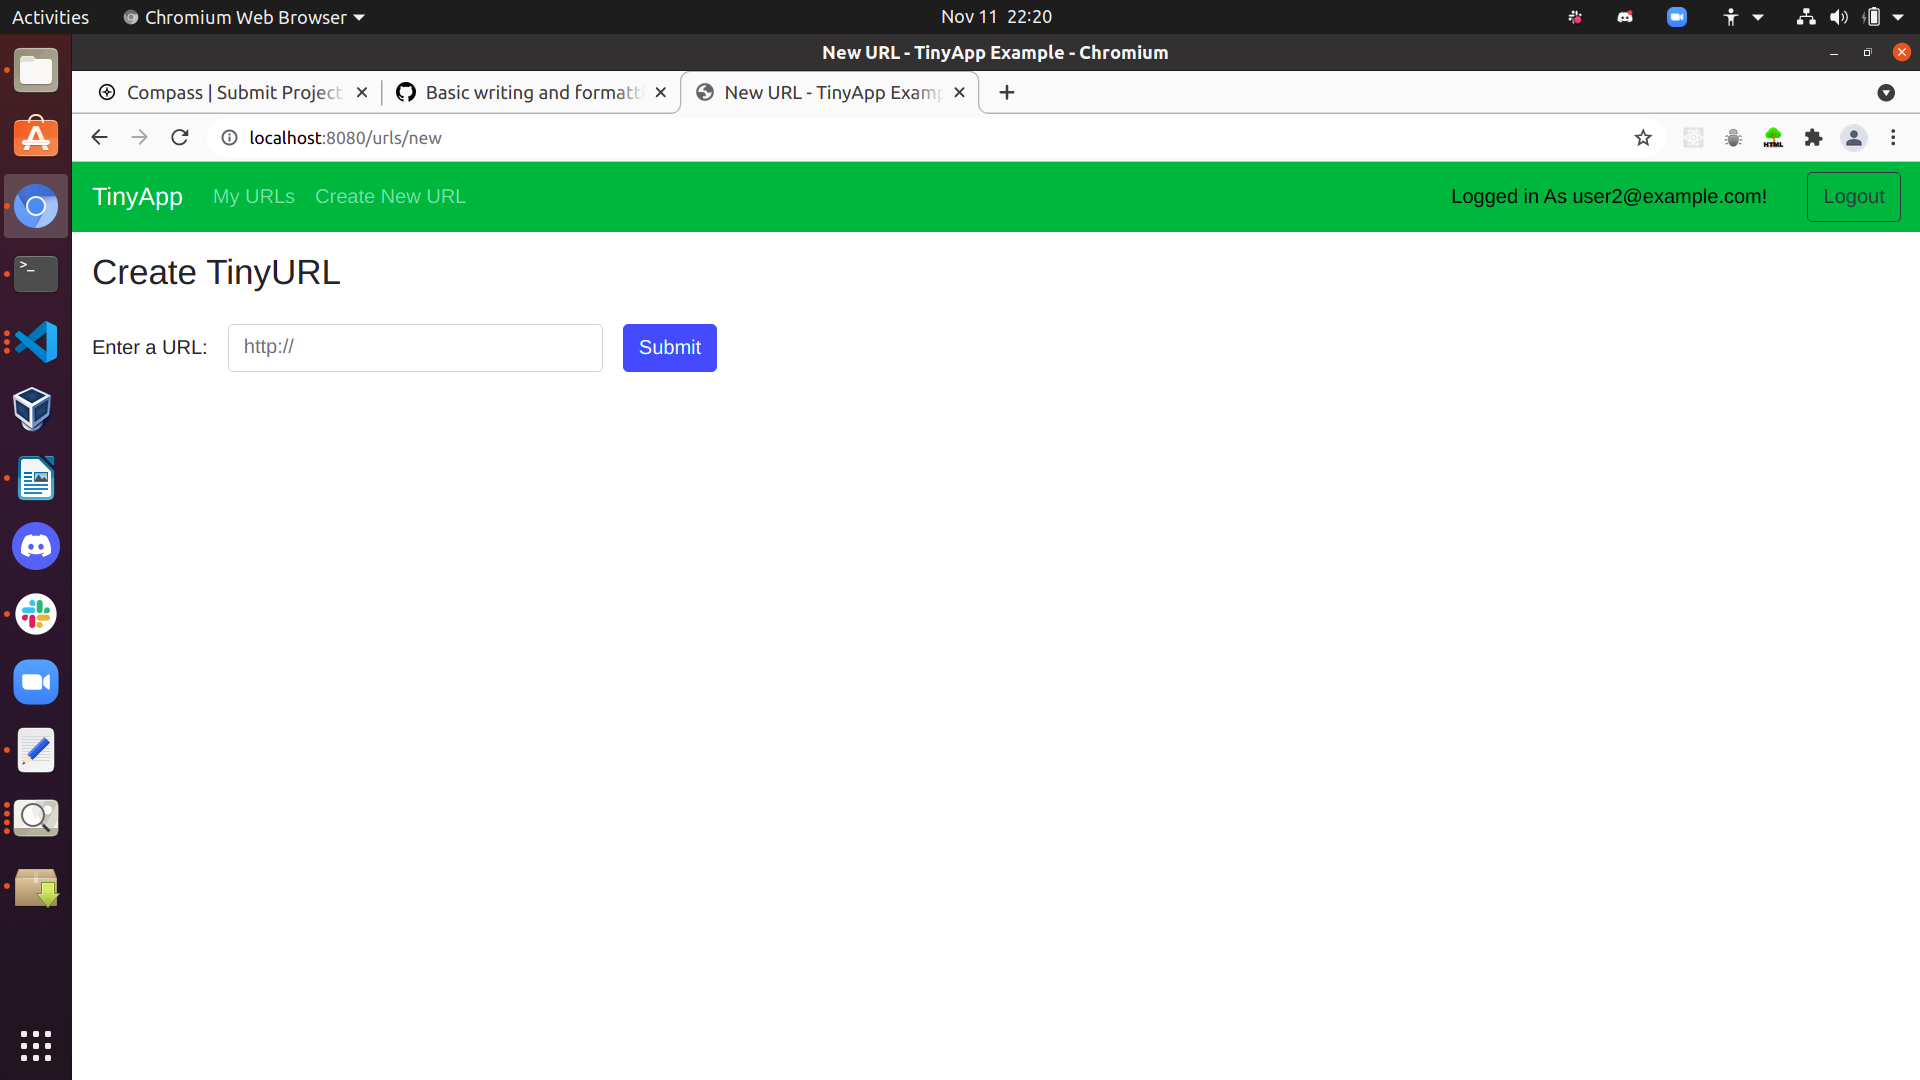 Activities Chromium Web Browser Nov 11 22:20
New URL - TinyApp Example - Chromium
Compass | Submit Project Basic writing and formatt New URL - TinyApp Examp
localhost:8080/urls/new
HTML
TinyApp My URLs Create New URL Logged in As user2@example.com! Logout
Create TinyURL
Enter a URL: http:// Submit